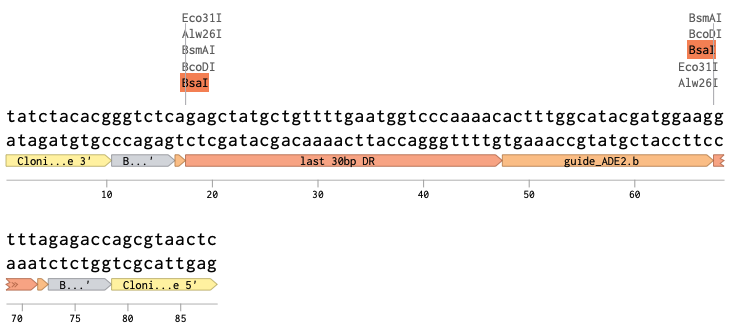 Eco31I BsmAI
Alw26I BcoDI
BsmAI BsaI
BcoDI Eco31I
BsaI Alw26I
tatctacacgggtctcagagctatgctgttttgaatggtcccaaaacactttggcatacgatggaagg
atagatgtgcccagagtctcgatacgacaaaacttaccagggttttgtgaaaccgtatgctaccttcc
Cloni...e 3' B...' last 30bp DR guide_ADE2.b
10 20 30 40 50 60
tttagagaccagcgtaactc
aaatctctggtcgcattgag
B...' Cloni...e 5'
70 75 80 85